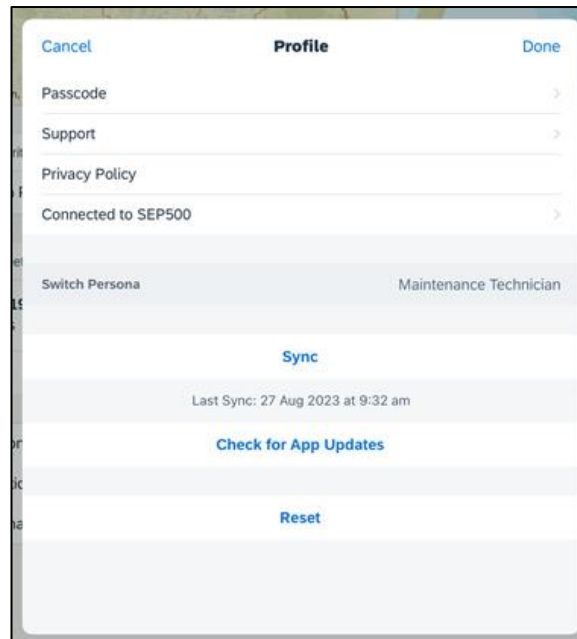 Cancel Profile Done
Passcode
Support
Privacy Policy
Connected to SEP500
Switch Persona Maintenance Technician
Sync
Last Sync: 27 Aug 2023 at 9:32 am
Check for App Updates
Reset